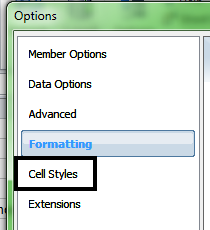 Options
Member Options
Data Options
Advanced
Formatting
Cell Styles
Extensions